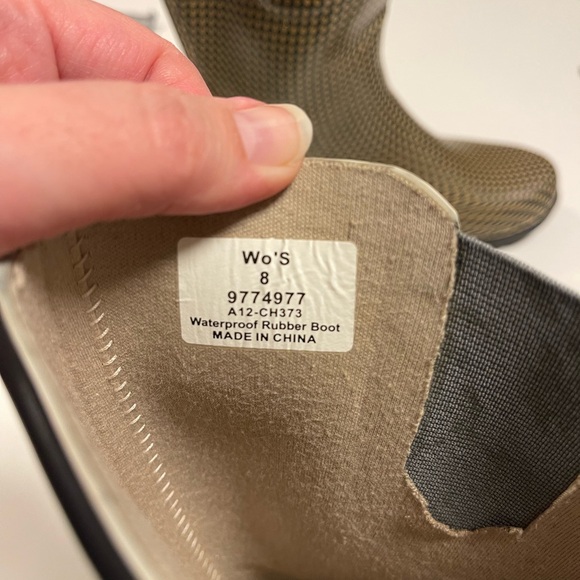 Wo'S
8
9774977
A12-CH373
Waterproof Rubber Boot
MADE IN CHINA